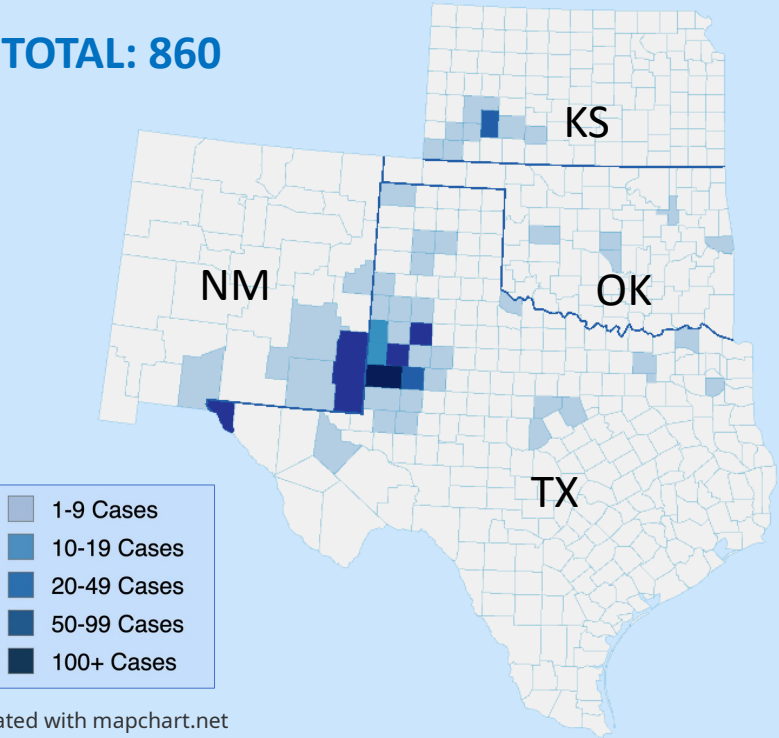 TOTAL: 860
KS
NM
OK
TX
1-9 Cases
10-19 Cases
20-49 Cases
50-99 Cases
100+ Cases
ated with mapchart.net